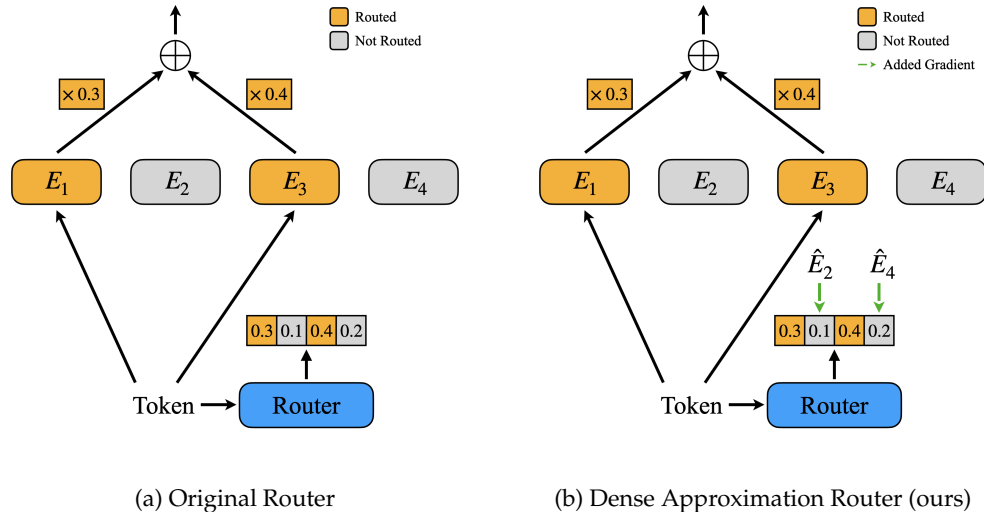 Routed
Not Routed
× 0.3
× 0.4
E₁
E₂
E₃
E₄
0.3 0.1 0.4 0.2
Token
Router
(a) Original Router
Routed
Not Routed
Added Gradient
× 0.3
× 0.4
E₁
E₂
E₃
E₄
Ê₂
Ê₄
0.3 0.1 0.4 0.2
Token
Router
(b) Dense Approximation Router (ours)